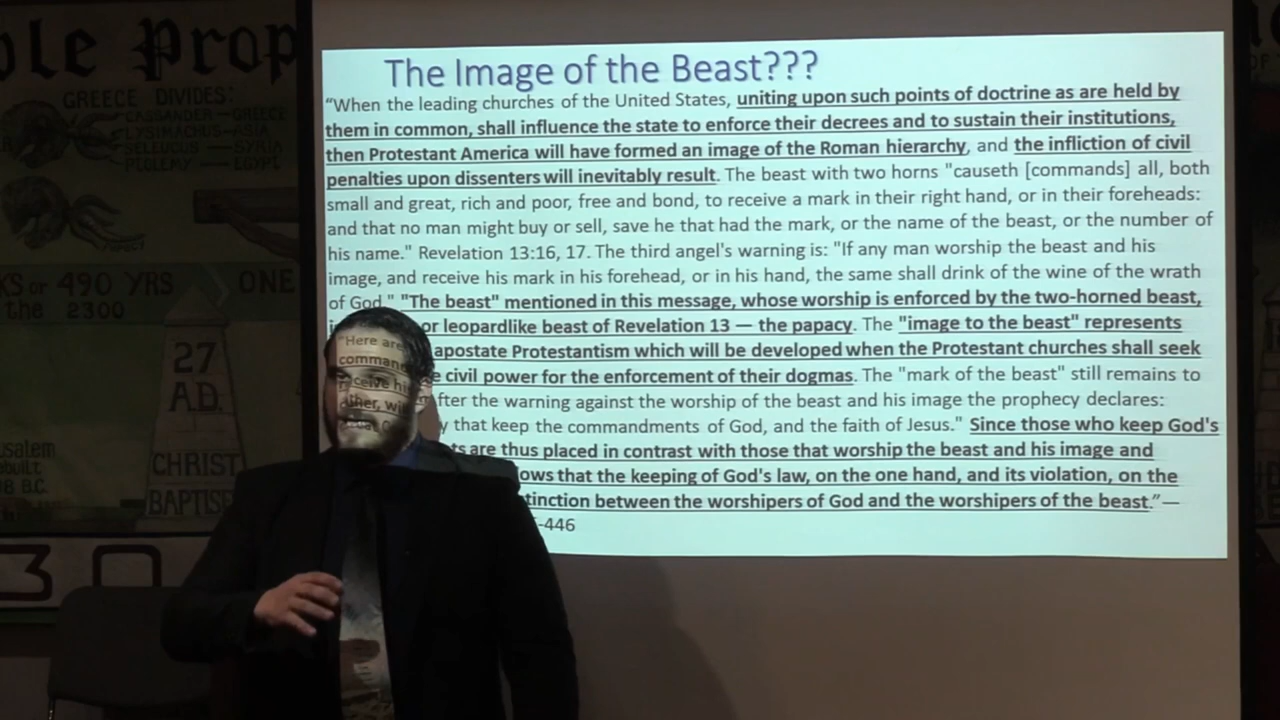 ble Prop
GREECE DIVIDES:
CASSANDER — GREECE
LYSIMACHUS — ASIA
SELEUCUS — SYRIA
PTOLEMY — EGYPT
KS or 490 YRS ONE
the 2300
27
A.D.
CHRIST
BAPTISE
usalem
built
8 B.C.
30
The Image of the Beast???
"When the leading churches of the United States, uniting upon such points of doctrine as are held by
them in common, shall influence the state to enforce their decrees and to sustain their institutions,
then Protestant America will have formed an image of the Roman hierarchy, and the infliction of civil
penalties upon dissenters will inevitably result. The beast with two horns "causeth [commands] all, both
small and great, rich and poor, free and bond, to receive a mark in their right hand, or in their foreheads:
and that no man might buy or sell, save he that had the mark, or the name of the beast, or the number of
his name." Revelation 13:16, 17. The third angel's warning is: "If any man worship the beast and his
image, and receive his mark in his forehead, or in his hand, the same shall drink of the wine of the wrath
of God." "The beast" mentioned in this message, whose worship is enforced by the two-horned beast,
or leopardlike beast of Revelation 13 — the papacy. The "image to the beast" represents
apostate Protestantism which will be developed when the Protestant churches shall seek
e civil power for the enforcement of their dogmas. The "mark of the beast" still remains to
fter the warning against the worship of the beast and his image the prophecy declares:
"Here are y that keep the commandments of God, and the faith of Jesus." Since those who keep God's
ts are thus placed in contrast with those that worship the beast and his image and
ows that the keeping of God's law, on the one hand, and its violation, on the
tinction between the worshipers of God and the worshipers of the beast."—
-446